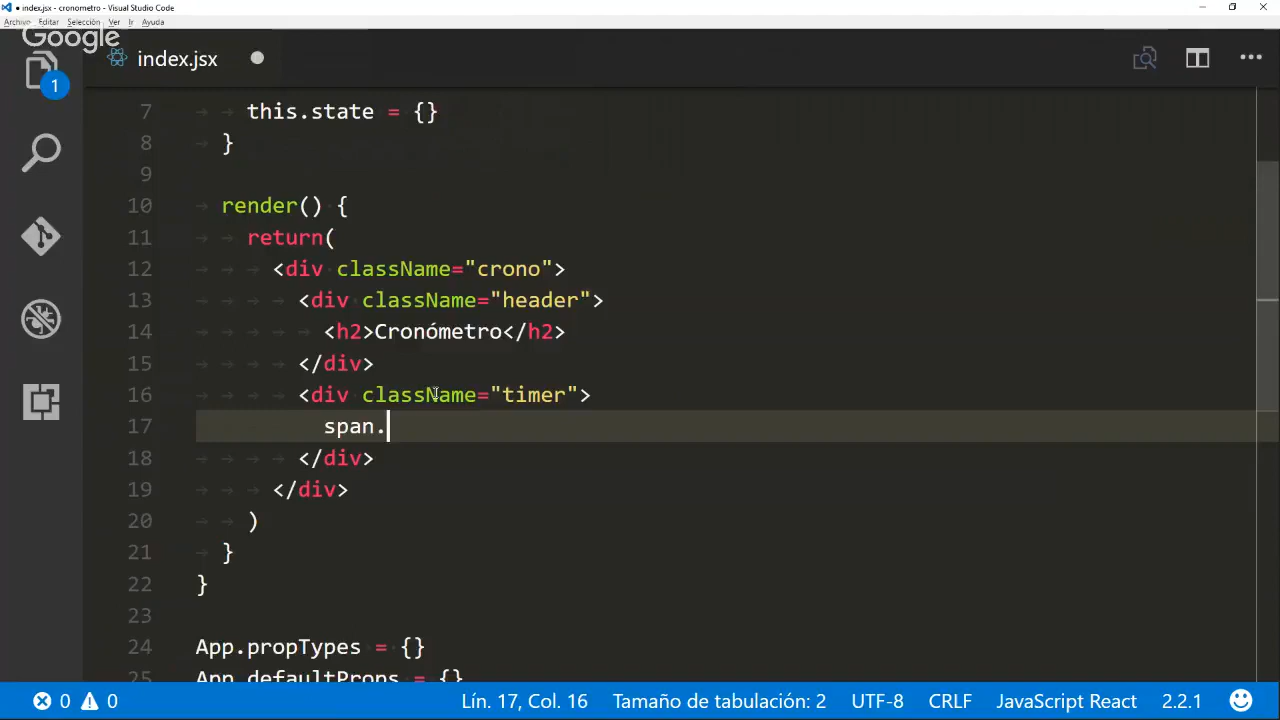 index.jsx - cronometro - Visual Studio Code
Archivo Editar Selección Ver Ir Ayuda
Google
index.jsx
1
7 this.state = {}
8 }
9
10 render() {
11 return(
12 <div className="crono">
13 <div className="header">
14 <h2>Cronómetro</h2>
15 </div>
16 <div className="timer">
17 span.
18 </div>
19 </div>
20 )
21 }
22 }
23
24 App.propTypes = {}
25 App.defaultProps = {}
0 0 Lín. 17, Col. 16 Tamaño de tabulación: 2 UTF-8 CRLF JavaScript React 2.2.1